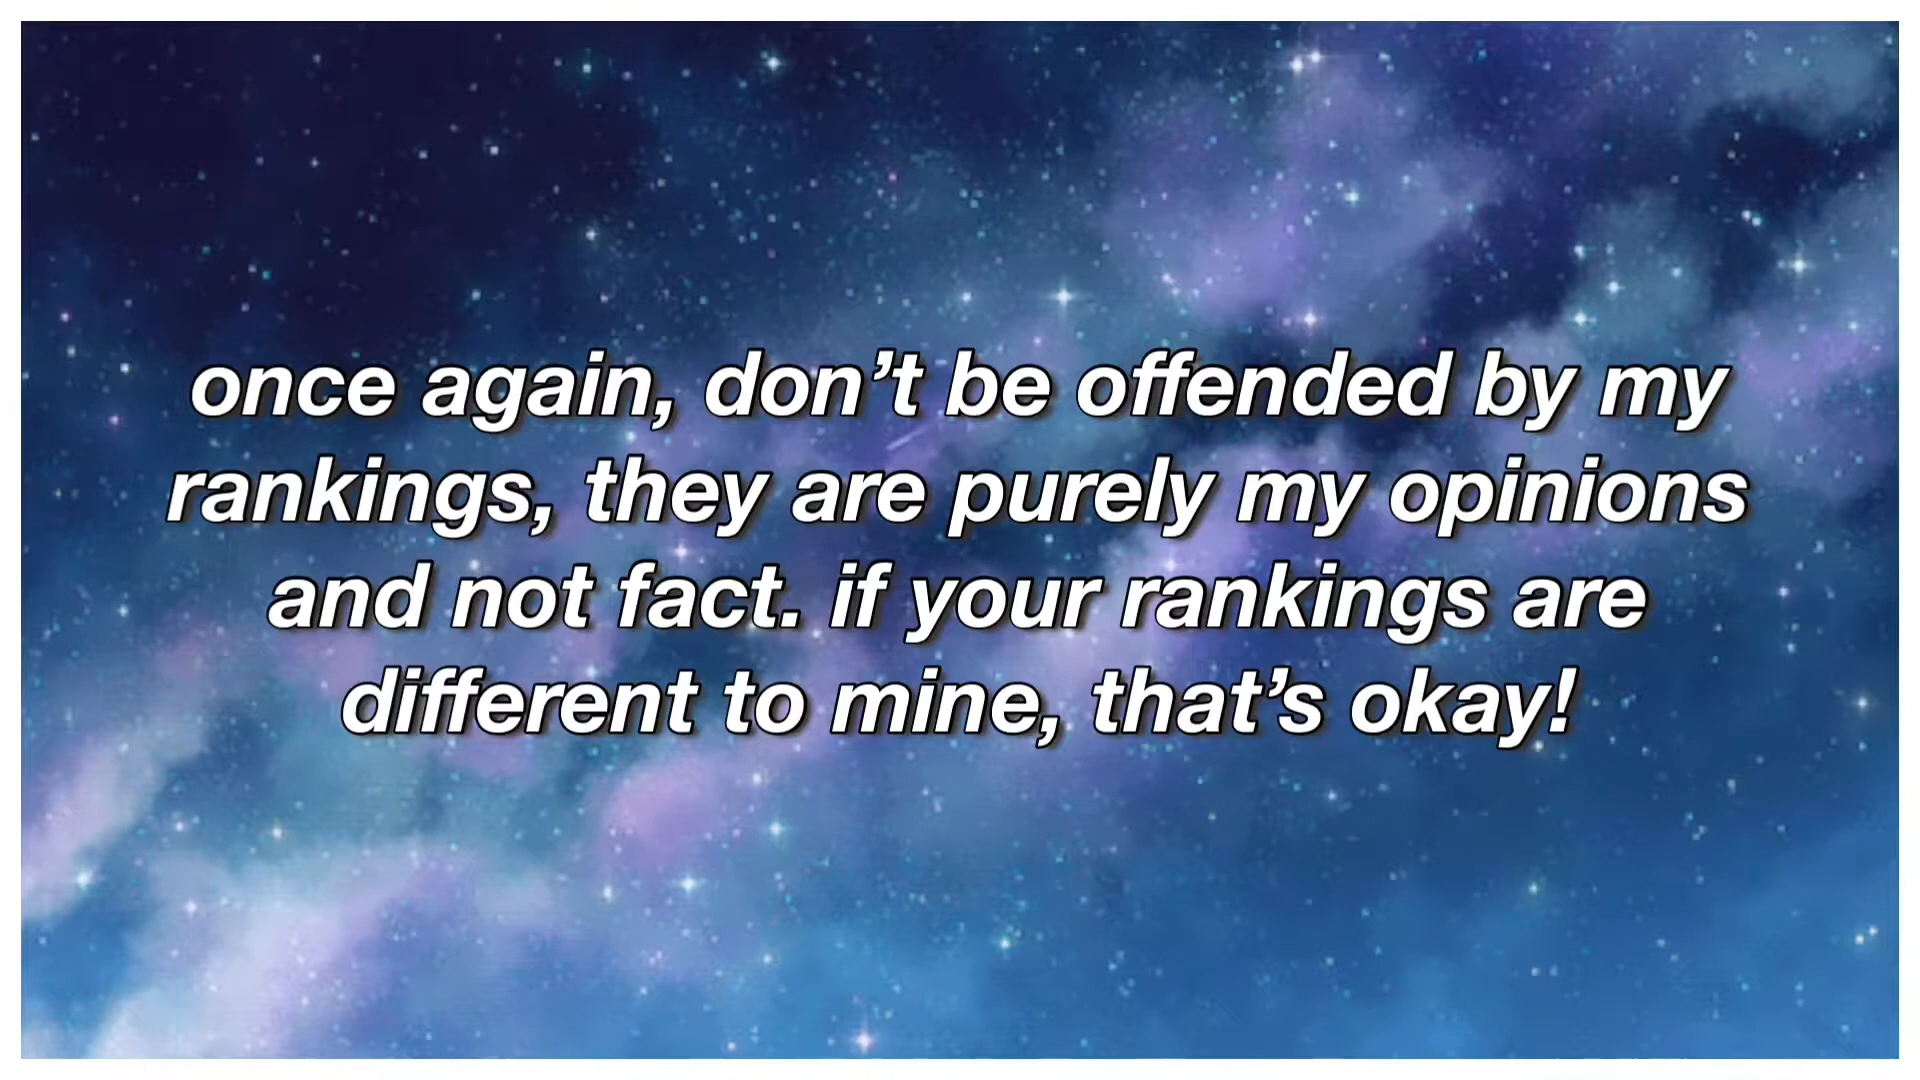 once again, don’t be offended by my
rankings, they are purely my opinions
and not fact. if your rankings are
different to mine, that’s okay!